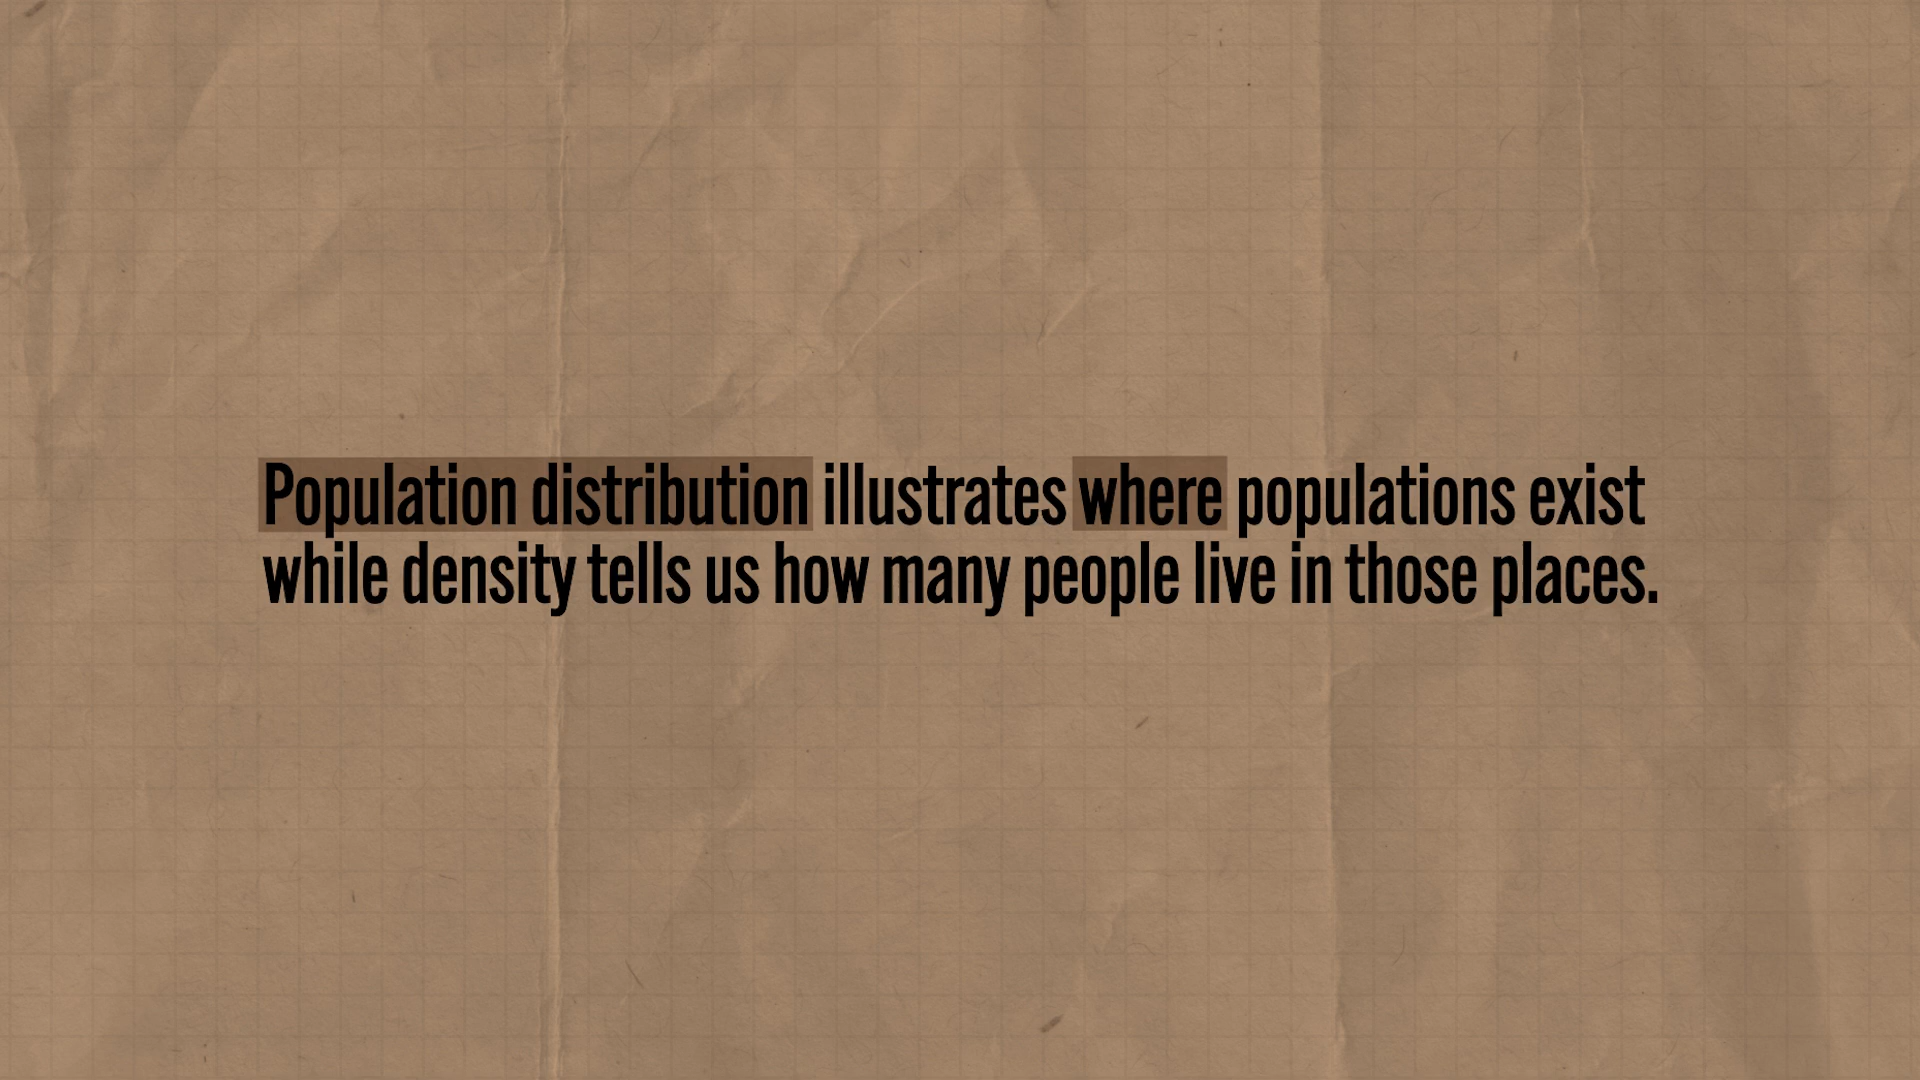 Population distribution illustrates where populations exist
while density tells us how many people live in those places.